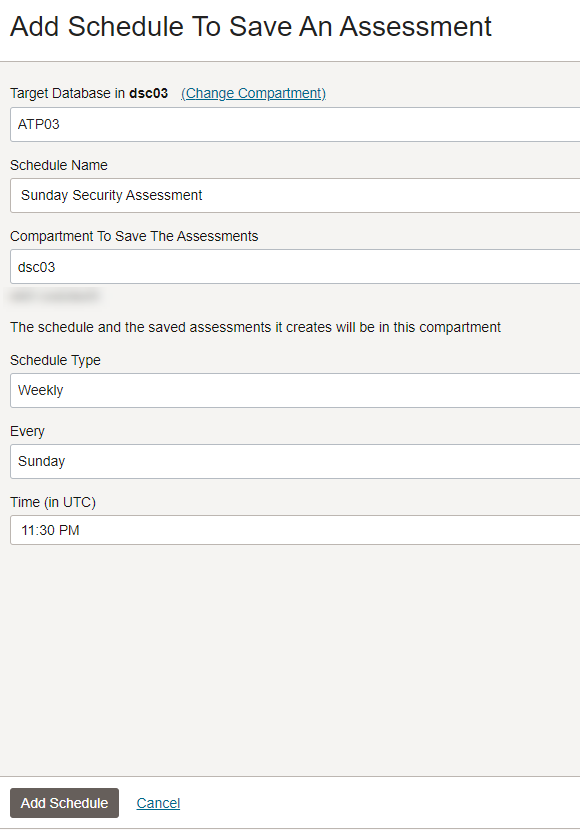 Add Schedule To Save An Assessment
Target Database in dsc03 (Change Compartment)
ATP03
Schedule Name
Sunday Security Assessment
Compartment To Save The Assessments
dsc03
The schedule and the saved assessments it creates will be in this compartment
Schedule Type
Weekly
Every
Sunday
Time (in UTC)
11:30 PM
Add Schedule Cancel